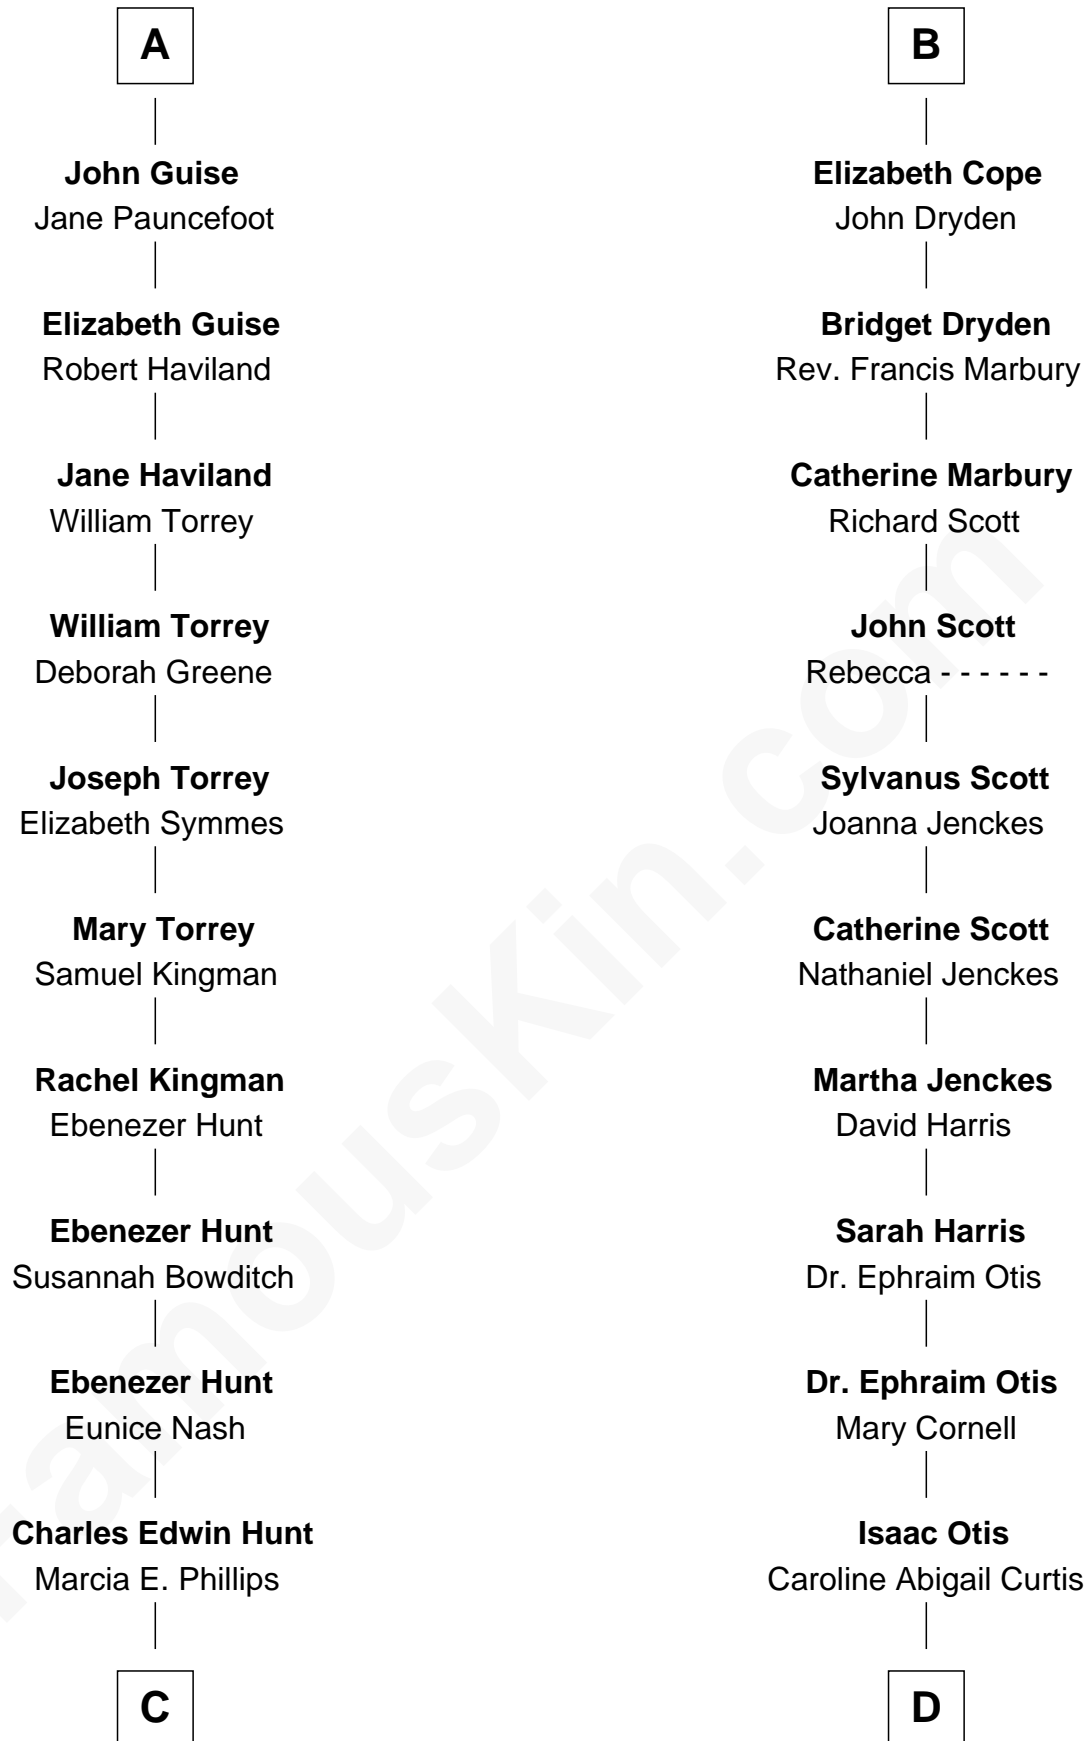 A
John Guise
Jane Pauncefoot
Elizabeth Guise
Robert Haviland
Jane Haviland
William Torrey
William Torrey
Deborah Greene
Joseph Torrey
Elizabeth Symmes
Mary Torrey
Samuel Kingman
Rachel Kingman
Ebenezer Hunt
Ebenezer Hunt
Susannah Bowditch
Ebenezer Hunt
Eunice Nash
Charles Edwin Hunt
Marcia E. Phillips
C
B
Elizabeth Cope
John Dryden
Bridget Dryden
Rev. Francis Marbury
Catherine Marbury
Richard Scott
John Scott
Rebecca - - - - - -
Sylvanus Scott
Joanna Jenckes
Catherine Scott
Nathaniel Jenckes
Martha Jenckes
David Harris
Sarah Harris
Dr. Ephraim Otis
Dr. Ephraim Otis
Mary Cornell
Isaac Otis
Caroline Abigail Curtis
D
FamousKin.com